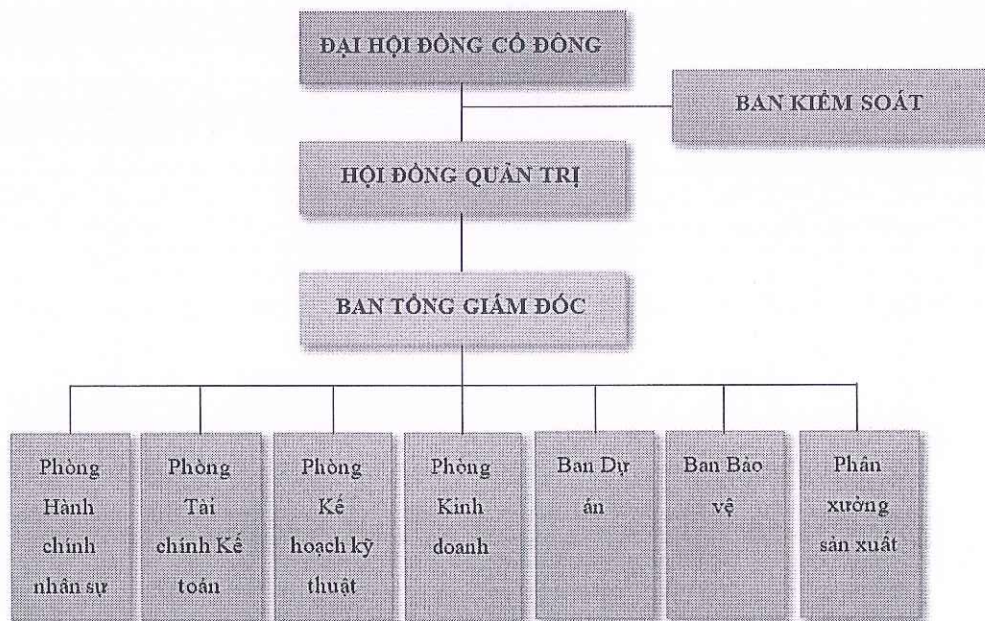 ĐẠI HỘI ĐỒNG CỔ ĐÔNG
BAN KIỂM SOÁT
HỘI ĐỒNG QUẢN TRỊ
BAN TỔNG GIÁM ĐỐC
Phòng
Hành
chính
nhân sự
Phòng
Tài
chính Kế
toán
Phòng
Kế
hoạch kỹ
thuật
Phòng
Kinh
doanh
Ban Dự
án
Ban Bảo
vệ
Phân
xưởng
sản xuất